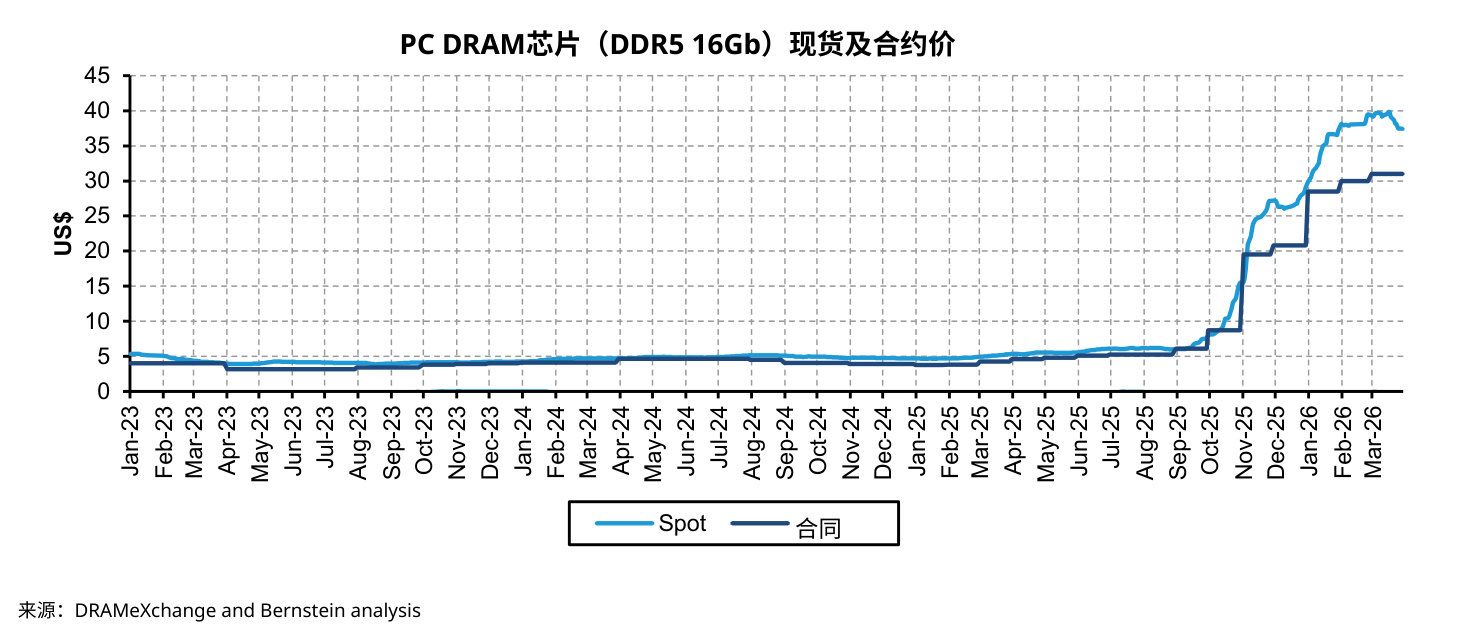 PC DRAM芯片（DDR5 16Gb）现货及合约价
US$
45
40
35
30
25
20
15
10
5
0
Jan-23
Feb-23
Mar-23
Apr-23
May-23
Jun-23
Jul-23
Aug-23
Sep-23
Oct-23
Nov-23
Dec-23
Jan-24
Feb-24
Mar-24
Apr-24
May-24
Jun-24
Jul-24
Aug-24
Sep-24
Oct-24
Nov-24
Dec-24
Jan-25
Feb-25
Mar-25
Apr-25
May-25
Jun-25
Jul-25
Aug-25
Sep-25
Oct-25
Nov-25
Dec-25
Jan-26
Feb-26
Mar-26
Spot 合同
来源：DRAMeXchange and Bernstein analysis